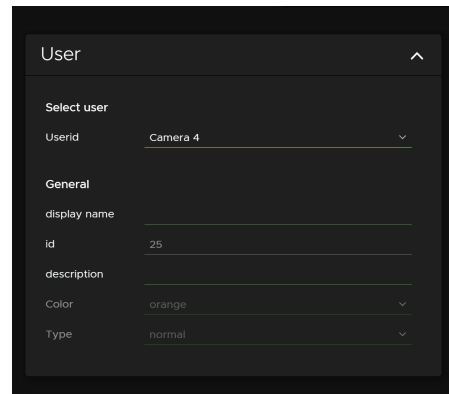 User
Select user
Userid Camera 4
General
display name
id 25
description
Color orange
Type normal